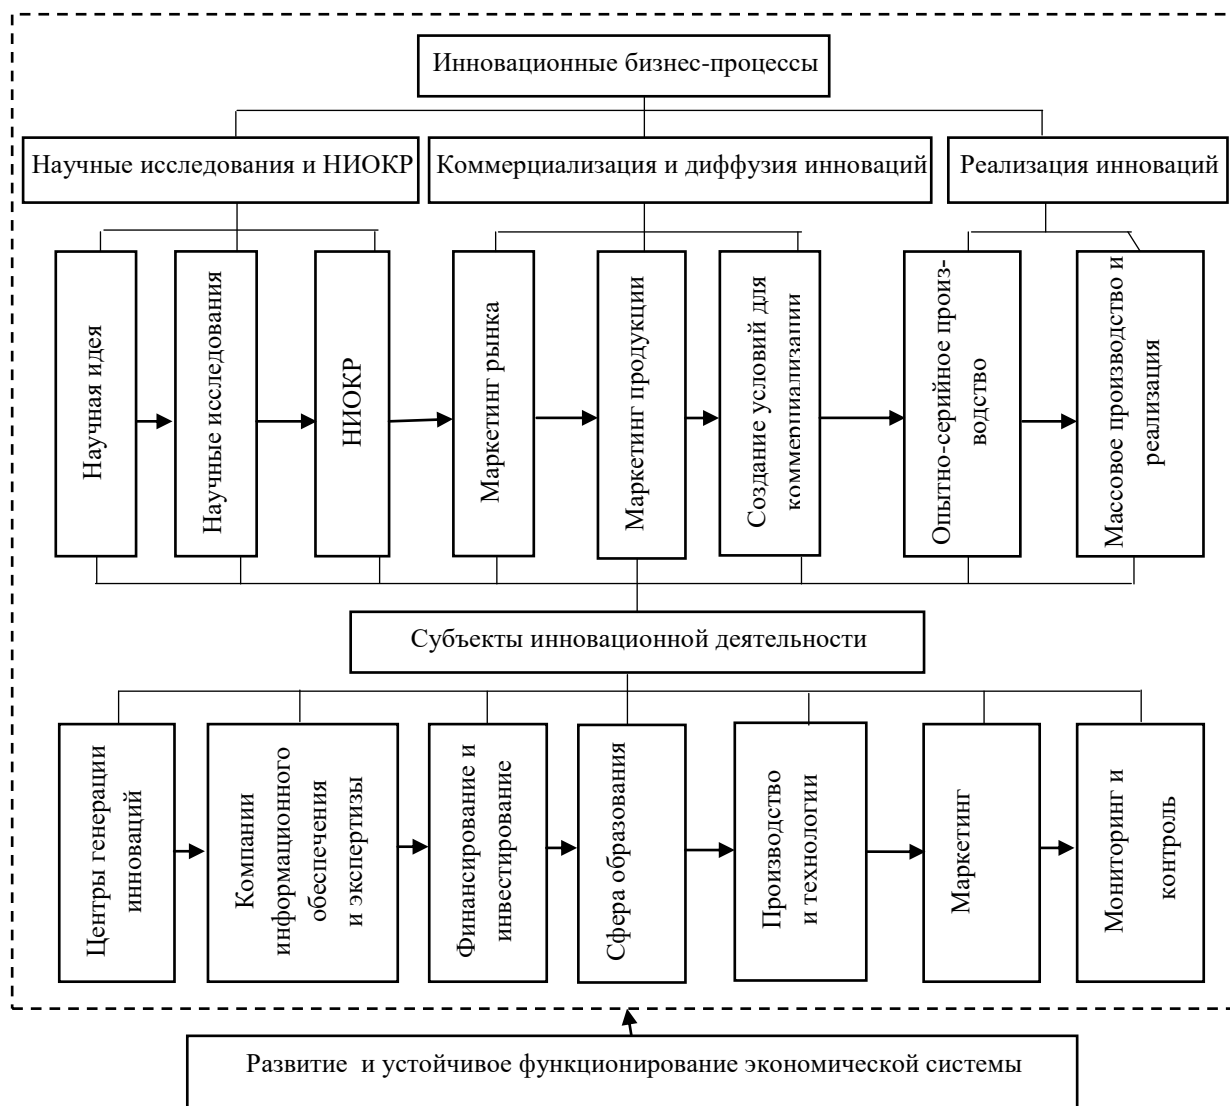 Инновационные бизнес-процессы
Научные исследования и НИОКР
Коммерциализация и диффузия инноваций
Реализация инноваций
Научная идея
Научные исследования
НИОКР
Маркетинг рынка
Маркетинг продукции
Создание условий для
коммерпиализапии
Опытно-серийное произ-
водство
Массовое производство и
реализация
Субъекты инновационной деятельности
Центры генерации
инноваций
Компании
информационного
обеспечения
и экспертизы
Финансирование и
инвестирование
Сфера образования
Производство
и технологии
Маркетинг
Мониторинг и
контроль
Развитие и устойчивое функционирование экономической системы